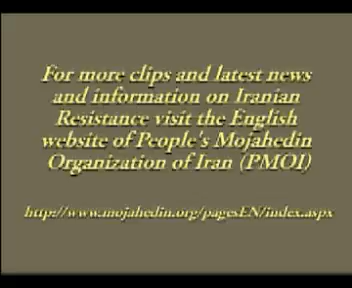 For more clips and latest news
and information on Iranian
Resistance visit the English
website of People's Mojahedin
Organization of Iran (PMOI)
http://www.mojahedin.org/pagesEN/index.aspx